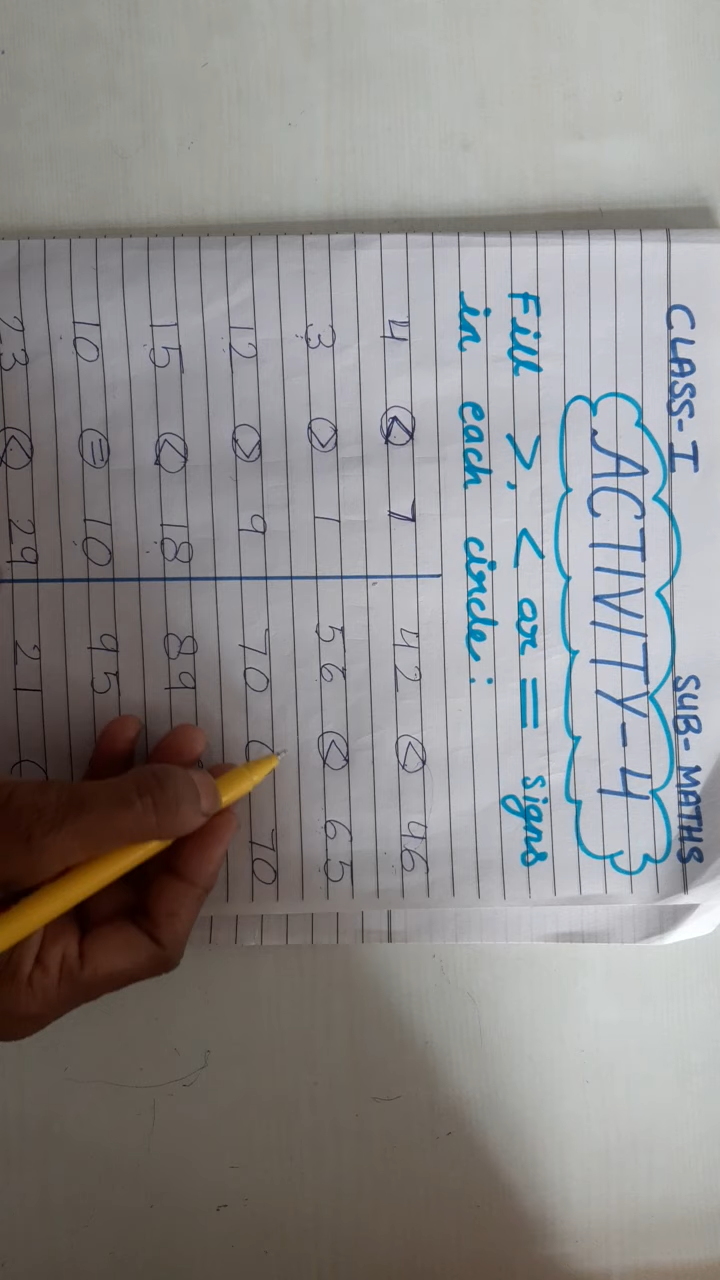 CLASS-I SUB-MATHS
ACTIVITY-4
Fill >, < or = signs
in each circle:
4 < 7 42 < 46
3 > 1 56 < 65
12 > 9 70 70
15 < 18 89
10 = 10 95
23 < 29 21